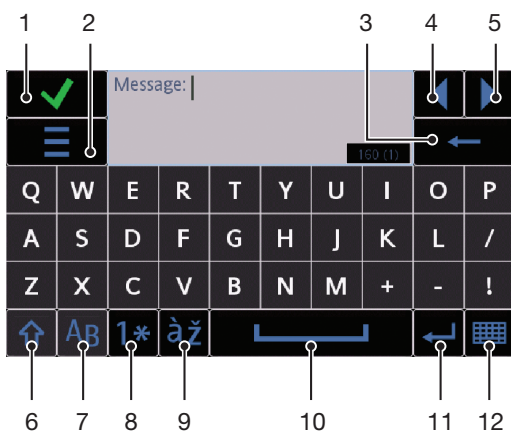 1 2 3 4 5
Message:
160 (1)
Q W E R T Y U I O P
A S D F G H J K L /
Z X C V B N M + - !
AB 1* àž
6 7 8 9 10 11 12